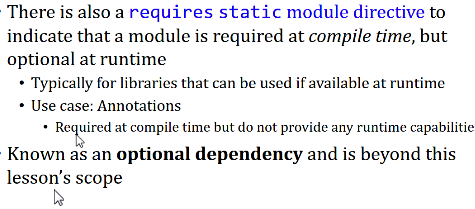 • There is also a requires static module directive to
indicate that a module is required at compile time, but
optional at runtime
• Typically for libraries that can be used if available at runtime
• Use case: Annotations
• Required at compile time but do not provide any runtime capabilitie
• Known as an optional dependency and is beyond this
lesson's scope